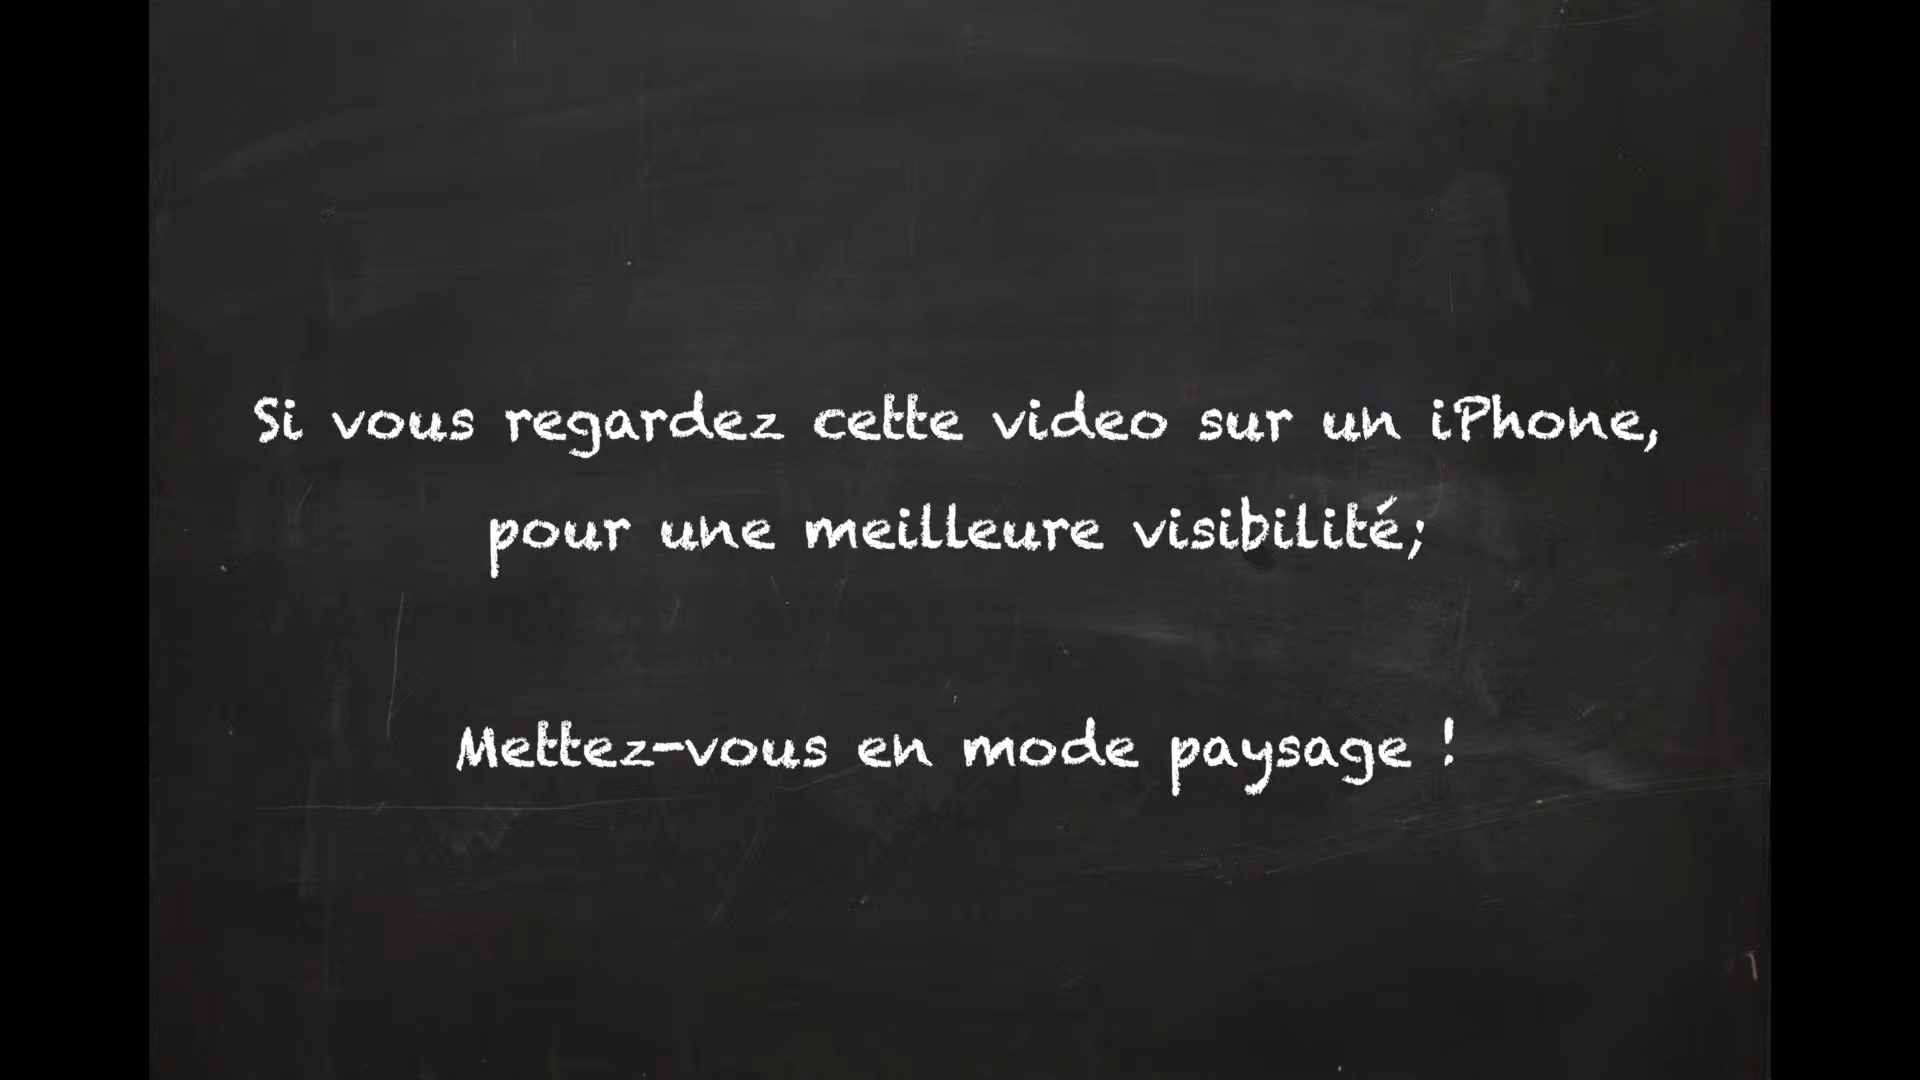 Si vous regardez cette video sur un iPhone,
pour une meilleure visibilité;
Mettez-vous en mode paysage !